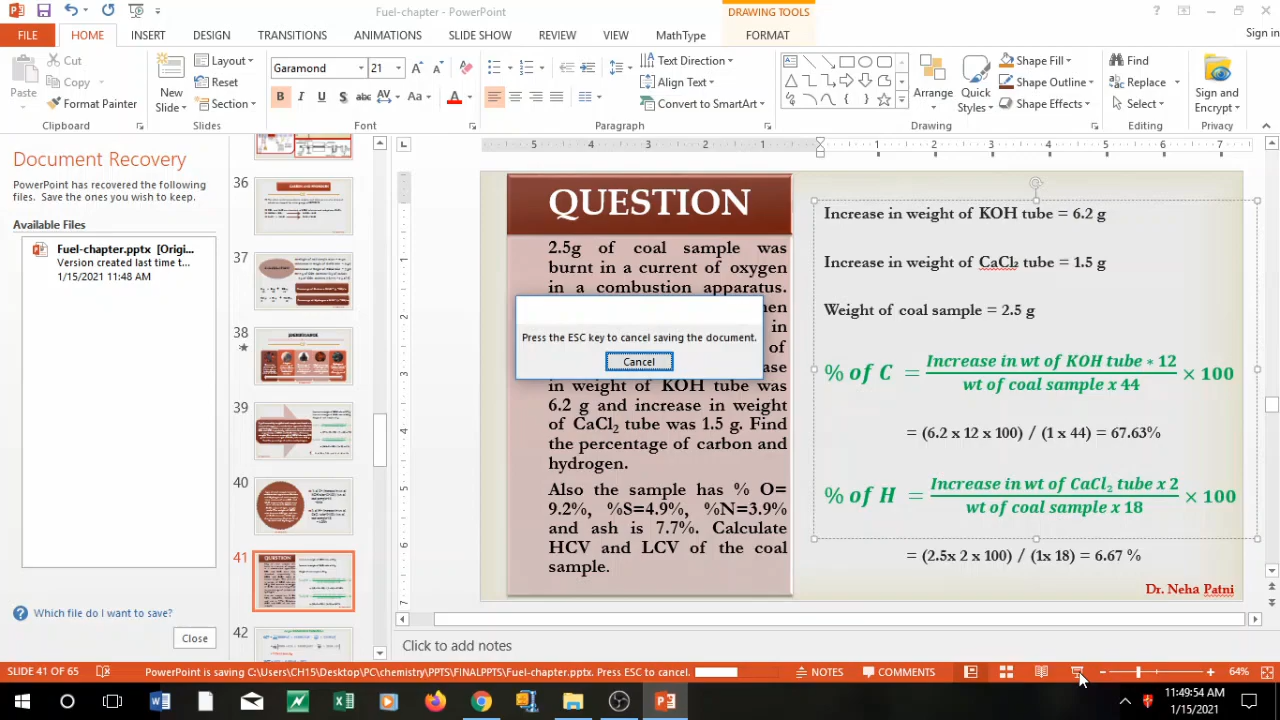 Fuel-chapter - PowerPoint
DRAWING TOOLS
FILE HOME INSERT DESIGN TRANSITIONS ANIMATIONS SLIDE SHOW REVIEW VIEW MathType FORMAT Sign in
Paste
Cut
Copy
Format Painter
Clipboard
New Slide
Layout
Reset
Section
Slides
Garamond 21
B I U S abc AV Aa A
Font
Text Direction
Align Text
Convert to SmartArt
Paragraph
Arrange
Quick Styles
Shape Fill
Shape Outline
Shape Effects
Drawing
Find
Replace
Select
Editing
Sign and Encrypt
Privacy
Document Recovery
PowerPoint has recovered the following
files. Save the ones you wish to keep.
Available Files
Fuel-chapter.pptx [Origi...
Version created last time t...
1/15/2021 11:48 AM
Which file do I want to save?
Close
36
37
38
39
40
41
42
QUESTION
2.5g of coal sample was
burnt in a current of oxygen
in a combustion apparatus.
in
of
in weight of KOH tube was
6.2 g and increase in weight
of CaCl₂ tube was 1.5 g. Find
the percentage of carbon and
hydrogen.
Also the sample has % O=
9.2%, %S=4.9%, %N=3.9%
and ash is 7.7%. Calculate
HCV and LCV of the coal
sample.
Press the ESC key to cancel saving the document.
Cancel
Increase in weight of KOH tube = 6.2 g
Increase in weight of CaCl₂ tube = 1.5 g
Weight of coal sample = 2.5 g
% of C = Increase in wt of KOH tube * 12 / wt of coal sample x 44 × 100
= (6.2 x 12 x 100) / (1 x 44) = 67.63%
% of H = Increase in wt of CaCl₂ tube x 2 / wt of coal sample x 18 × 100
= (2.5x 2 x 100) / (1x 18) = 6.67 %
Dr. Neha Patni
Click to add notes
SLIDE 41 OF 65
PowerPoint is saving C:\Users\CH15\Desktop\PPTS\chemistry\PPTS\FINALPPTS\Fuel-chapter.pptx. Press ESC to cancel.
NOTES COMMENTS 64%
11:49:54 AM
1/15/2021